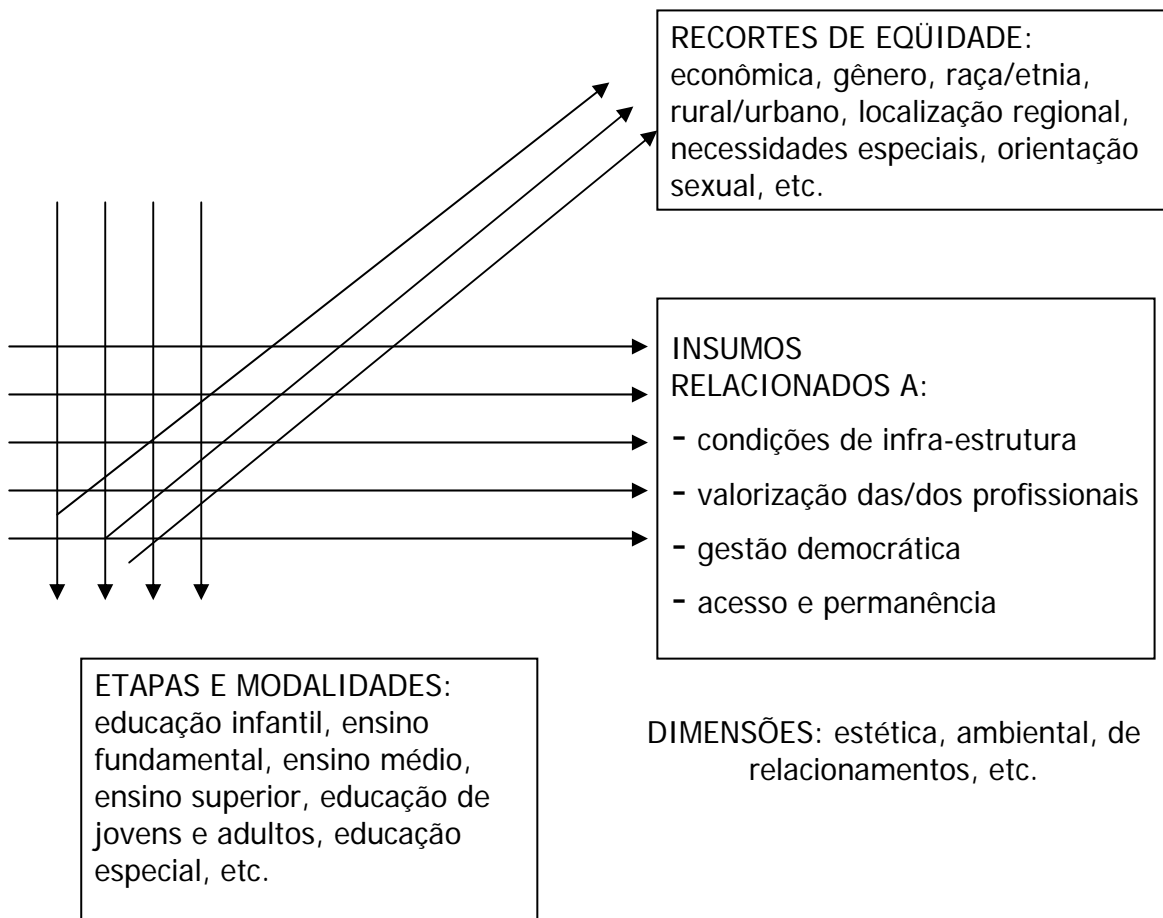 RECORTES DE EQÜIDADE:
econômica, gênero, raça/etnia,
rural/urbano, localização regional,
necessidades especiais, orientação
sexual, etc.
INSUMOS
RELACIONADOS A:
- condições de infra-estrutura
- valorização das/dos profissionais
- gestão democrática
- acesso e permanência
ETAPAS E MODALIDADES:
educação infantil, ensino
fundamental, ensino médio,
ensino superior, educação de
jovens e adultos, educação
especial, etc.
DIMENSÕES: estética, ambiental, de
relacionamentos, etc.